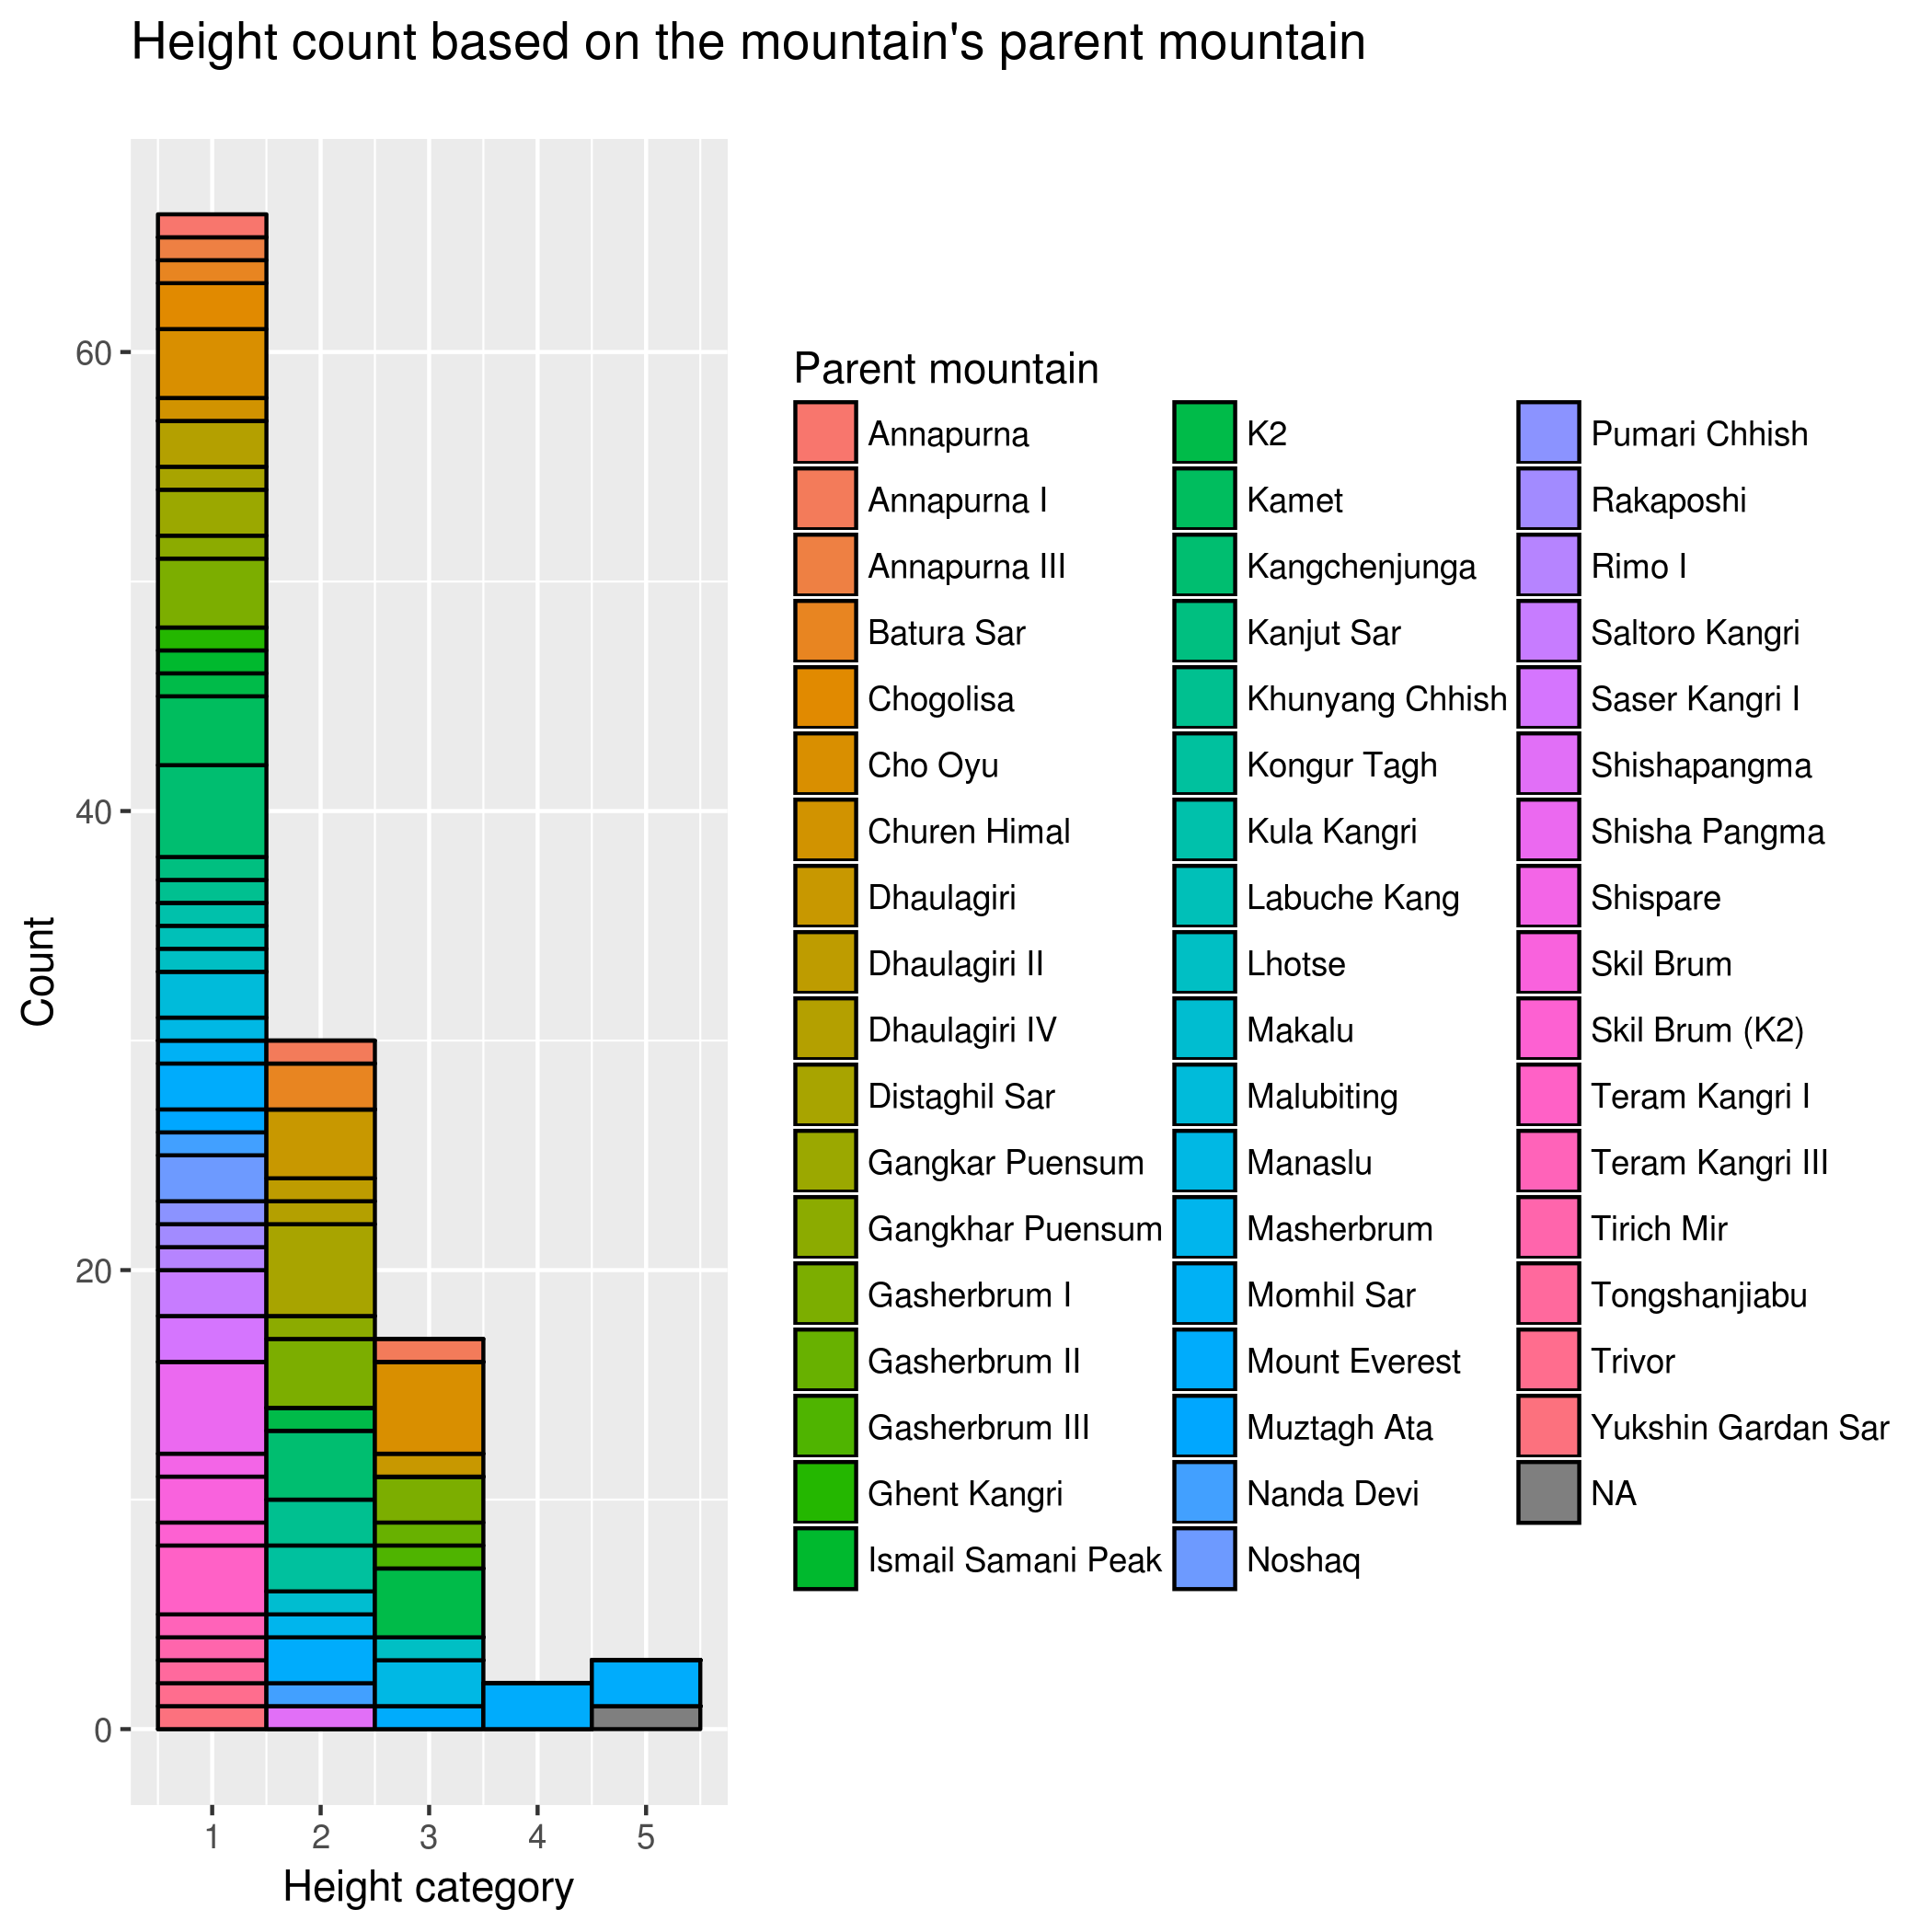 Height count based on the mountain's parent mountain
Count
60
40
20
0
1 2 3 4 5
Height category
Parent mountain
Annapurna
Annapurna I
Annapurna III
Batura Sar
Chogolisa
Cho Oyu
Churen Himal
Dhaulagiri
Dhaulagiri II
Dhaulagiri IV
Distaghil Sar
Gangkar Puensum
Gangkhar Puensum
Gasherbrum I
Gasherbrum II
Gasherbrum III
Ghent Kangri
Ismail Samani Peak
K2
Kamet
Kangchenjunga
Kanjut Sar
Khunyang Chhish
Kongur Tagh
Kula Kangri
Labuche Kang
Lhotse
Makalu
Malubiting
Manaslu
Masherbrum
Momhil Sar
Mount Everest
Muztagh Ata
Nanda Devi
Noshaq
Pumari Chhish
Rakaposhi
Rimo I
Saltoro Kangri
Saser Kangri I
Shishapangma
Shisha Pangma
Shispare
Skil Brum
Skil Brum (K2)
Teram Kangri I
Teram Kangri III
Tirich Mir
Tongshanjiabu
Trivor
Yukshin Gardan Sar
NA